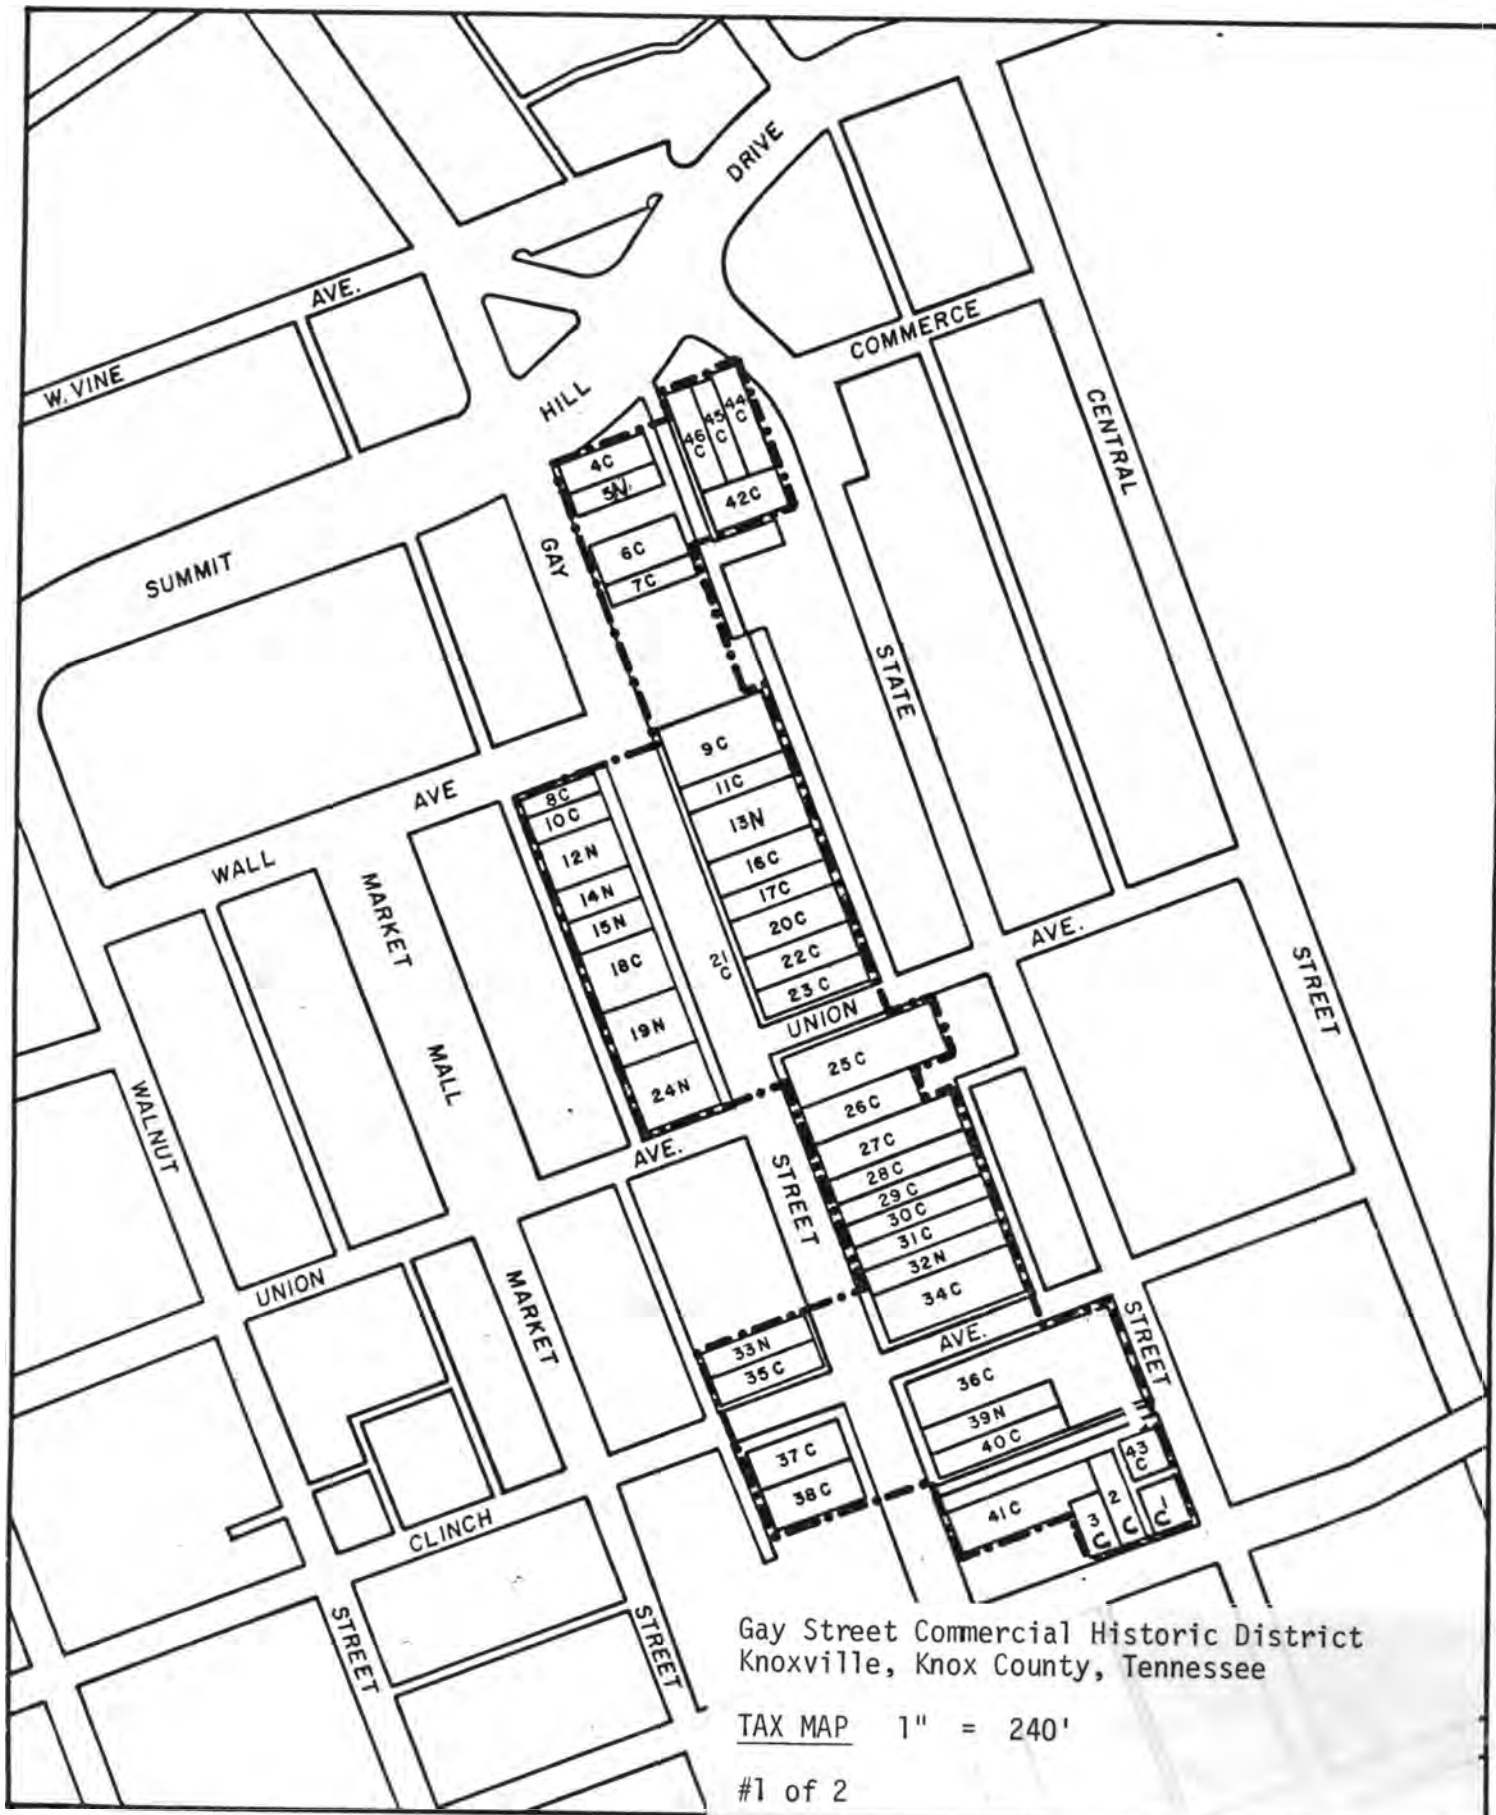 DRIVE
AVE.
W. VINE
COMMERCE
CENTRAL
HILL
46 C
45 C
44 C
4C
5N
42C
GAY
6C
7C
SUMMIT
STATE
9C
11C
13N
16C
17C
20C
22C
23C
21 C
8C
10C
12N
14N
15N
18C
19N
24N
AVE
WALL
MARKET
MALL
AVE.
STREET
UNION
WALNUT
25C
26C
27C
28C
29C
30C
31C
32N
34C
AVE.
STREET
UNION
MARKET
33N
35C
AVE.
STREET
36C
39N
40C
37C
38C
41C
43 C
2 C
3 C
1 C
CLINCH
STREET
STREET
Gay Street Commercial Historic District
Knoxville, Knox County, Tennessee
TAX MAP 1" = 240'
#1 of 2